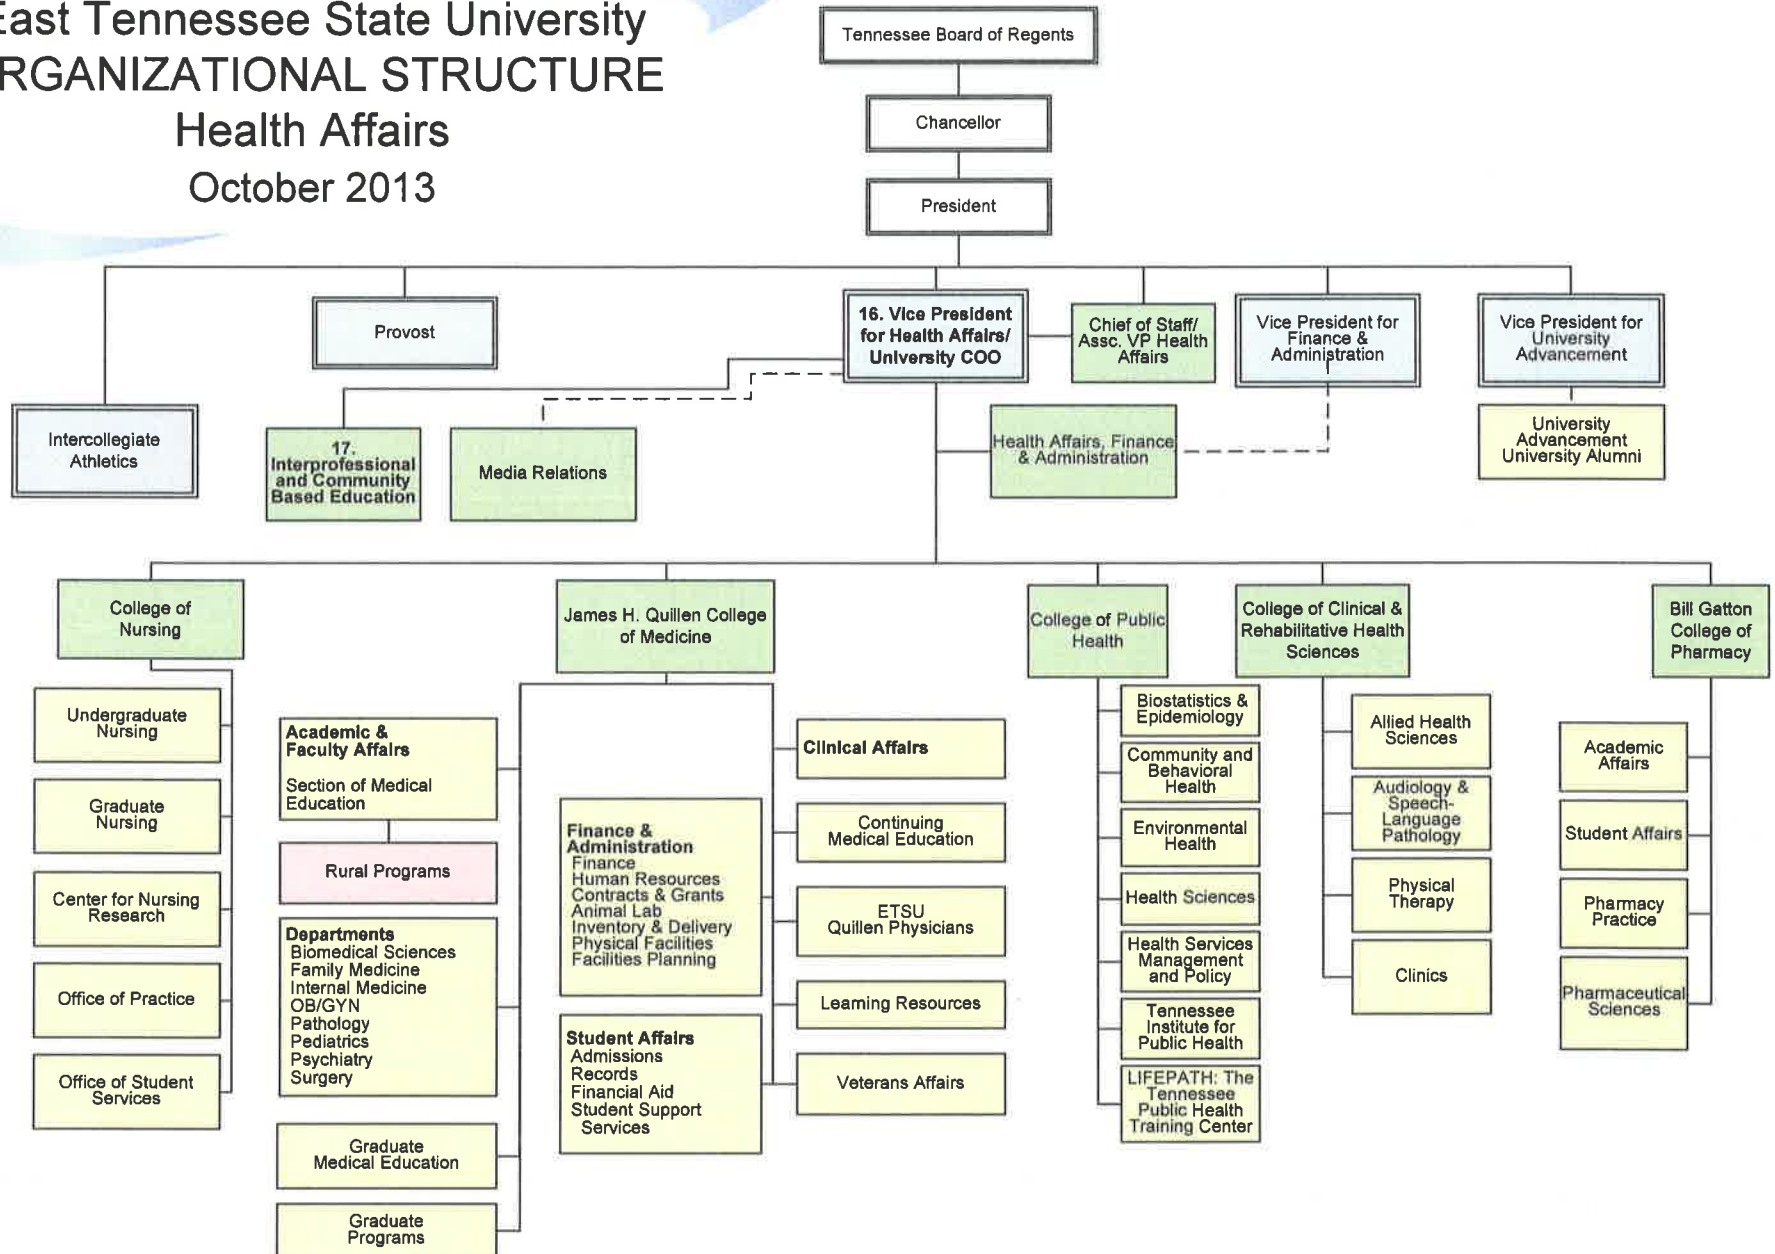 East Tennessee State University
RGANIZATIONAL STRUCTURE
Health Affairs
October 2013
Tennessee Board of Regents
Chancellor
President
Intercollegiate
Athletics
Provost
16. Vice President
for Health Affairs/
University COO
Chief of Staff/
Assc. VP Health
Affairs
Vice President for
Finance &
Administration
Vice President for
University
Advancement
17.
Interprofessional
and Community
Based Education
Media Relations
Health Affairs, Finance
& Administration
University
Advancement
University Alumni
College of
Nursing
James H. Quillen College
of Medicine
College of Public
Health
College of Clinical &
Rehabilitative Health
Sciences
Bill Gatton
College of
Pharmacy
Undergraduate
Nursing
Graduate
Nursing
Center for Nursing
Research
Office of Practice
Office of Student
Services
Academic &
Faculty Affairs
Section of Medical
Education
Rural Programs
Departments
Biomedical Sciences
Family Medicine
Internal Medicine
OB/GYN
Pathology
Pediatrics
Psychiatry
Surgery
Graduate
Medical Education
Graduate
Programs
Finance &
Administration
Finance
Human Resources
Contracts & Grants
Animal Lab
Inventory & Delivery
Physical Facilities
Facilities Planning
Student Affairs
Admissions
Records
Financial Aid
Student Support
Services
Clinical Affairs
Continuing
Medical Education
ETSU
Quillen Physicians
Learning Resources
Veterans Affairs
Biostatistics &
Epidemiology
Community and
Behavioral
Health
Environmental
Health
Health Sciences
Health Services
Management
and Policy
Tennessee
Institute for
Public Health
LIFEPATH: The
Tennessee
Public Health
Training Center
Allied Health
Sciences
Audiology &
Speech-
Language
Pathology
Physical
Therapy
Clinics
Academic
Affairs
Student Affairs
Pharmacy
Practice
Pharmaceutical
Sciences